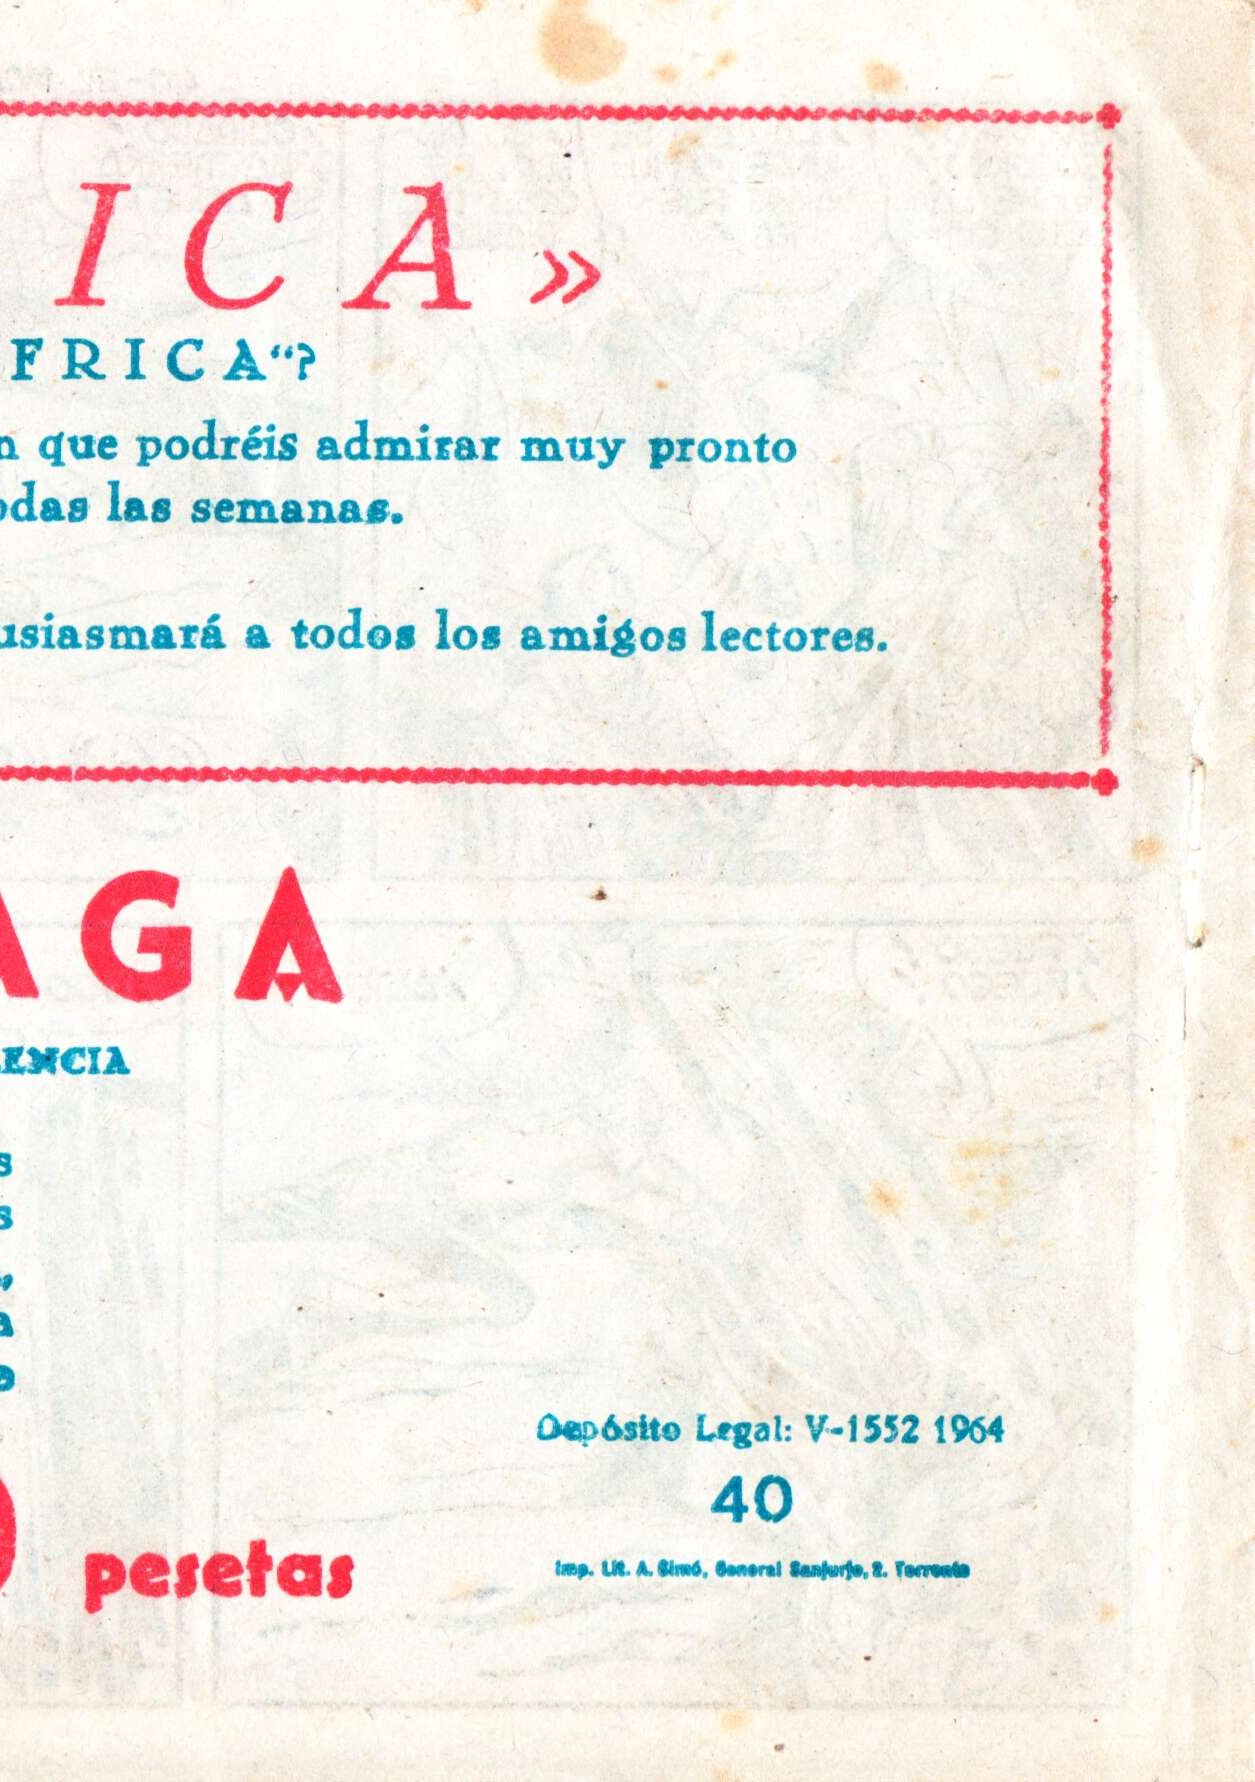 ICA»
FRICA“?
n que podréis admirar muy pronto
odas las semanas.
usiasmará a todos los amigos lectores.
AGA
LENCIA
s
s
,
a
o
Depósito Legal: V-1552 1964
40
Imp. Lit. A. Simó, General Sanjurjo, 2. Torrente
pesetas